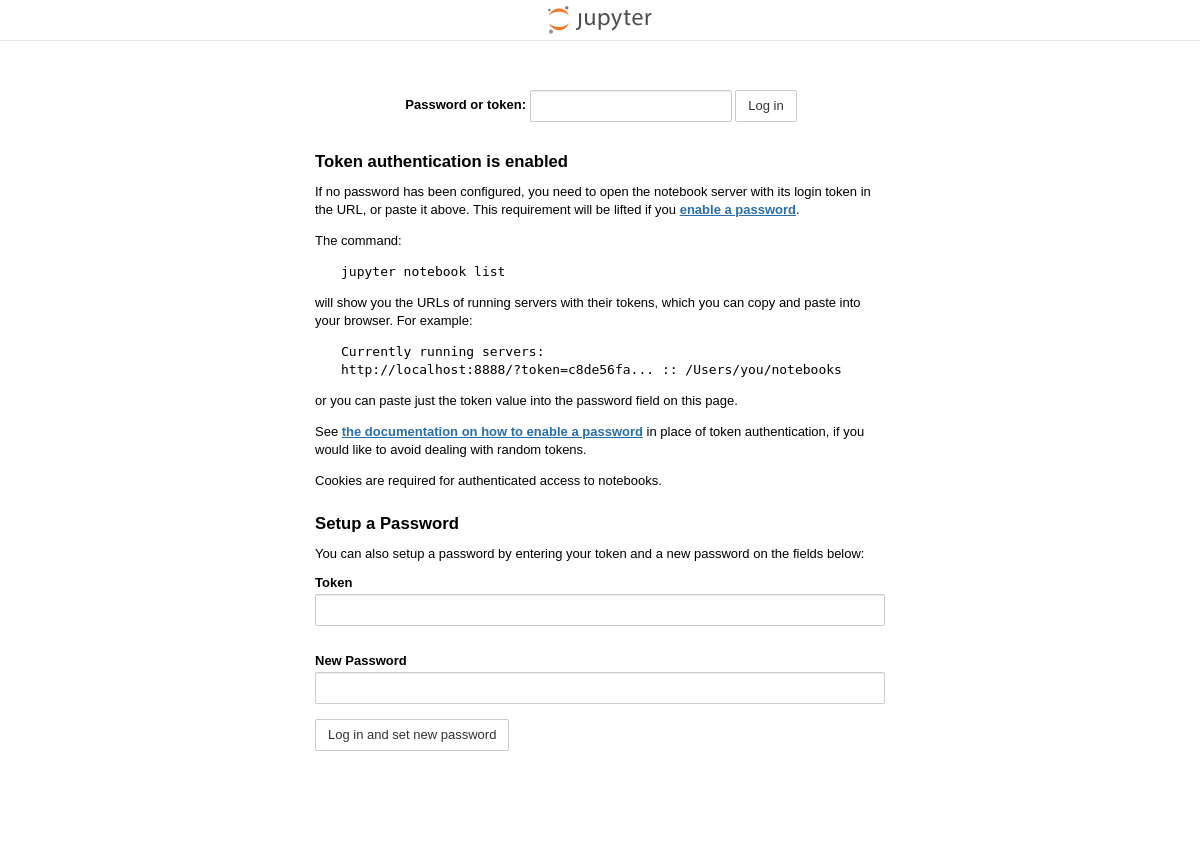 jupyter
Password or token: Log in
Token authentication is enabled
If no password has been configured, you need to open the notebook server with its login token in
the URL, or paste it above. This requirement will be lifted if you enable a password.
The command:
jupyter notebook list
will show you the URLs of running servers with their tokens, which you can copy and paste into
your browser. For example:
Currently running servers:
http://localhost:8888/?token=c8de56fa... :: /Users/you/notebooks
or you can paste just the token value into the password field on this page.
See the documentation on how to enable a password in place of token authentication, if you
would like to avoid dealing with random tokens.
Cookies are required for authenticated access to notebooks.
Setup a Password
You can also setup a password by entering your token and a new password on the fields below:
Token
New Password
Log in and set new password